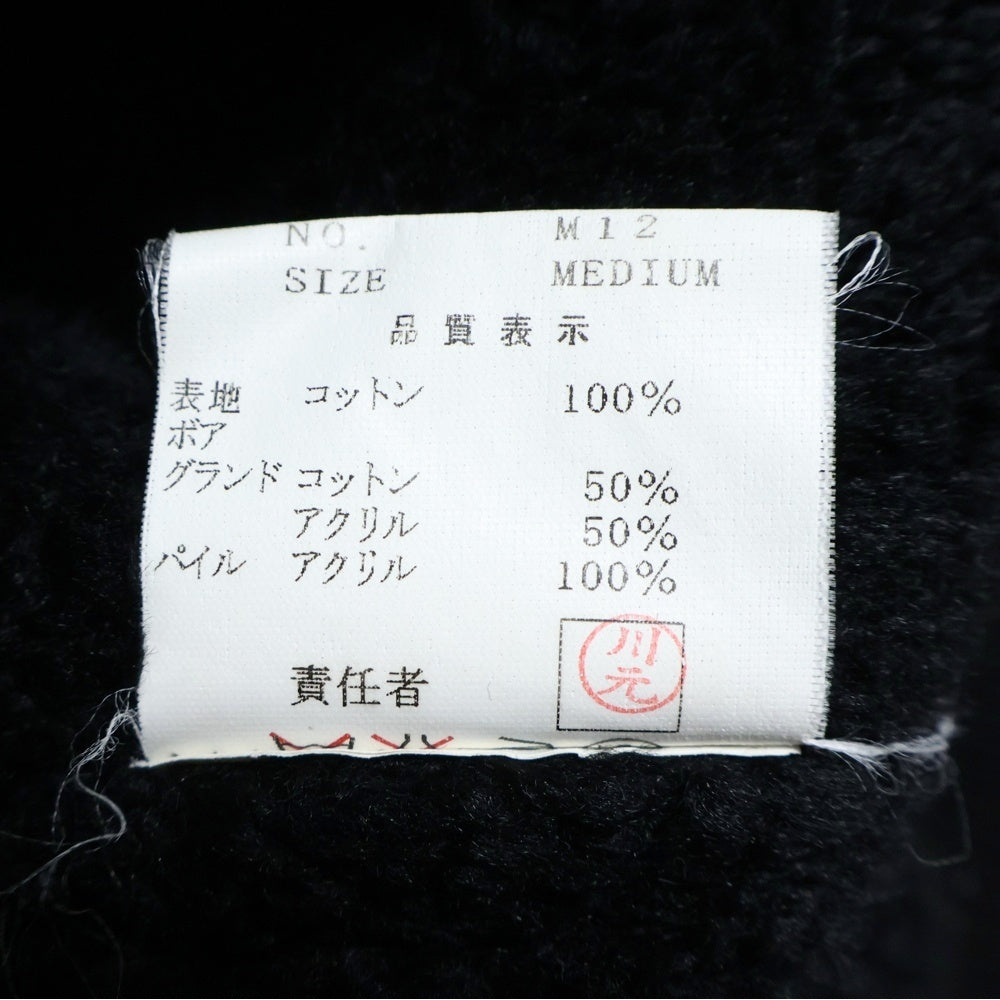 NO. M12
SIZE MEDIUM
品質表示
表地 コットン 100%
ボア
グランド コットン 50%
アクリル 50%
パイル アクリル 100%
責任者 川元